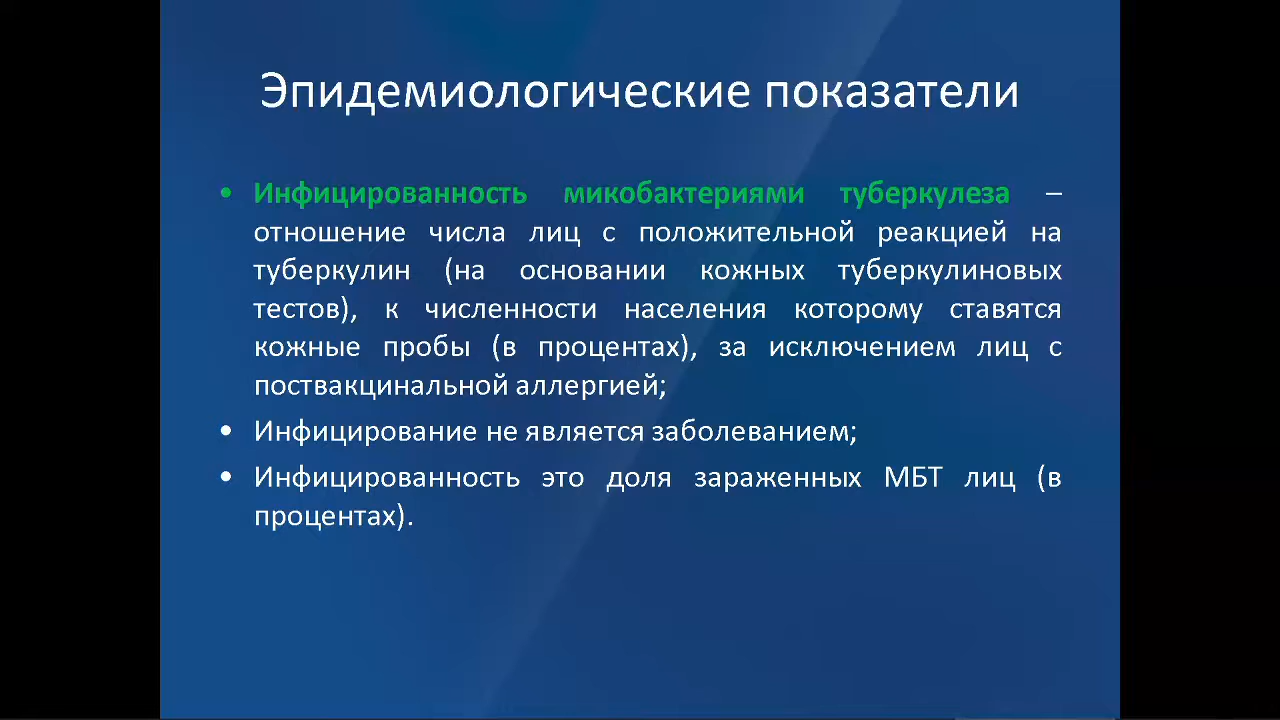 Эпидемиологические показатели
• Инфицированность микобактериями туберкулеза –
отношение числа лиц с положительной реакцией на
туберкулин (на основании кожных туберкулиновых
тестов), к численности населения которому ставятся
кожные пробы (в процентах), за исключением лиц с
поствакцинальной аллергией;
• Инфицирование не является заболеванием;
• Инфицированность это доля зараженных МБТ лиц (в
процентах).